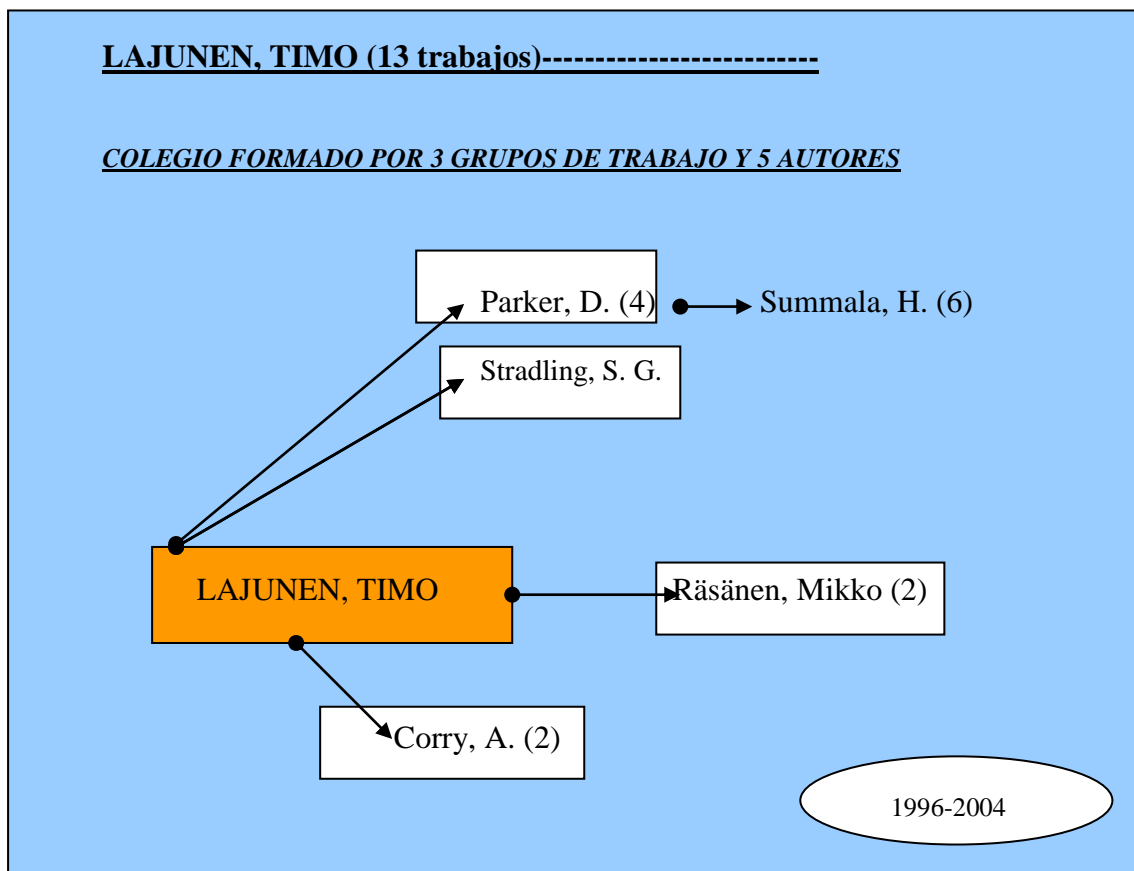 LAJUNEN, TIMO (13 trabajos)--------------------------
COLEGIO FORMADO POR 3 GRUPOS DE TRABAJO Y 5 AUTORES
Parker, D. (4)
Summala, H. (6)
Stradling, S. G.
LAJUNEN, TIMO
Räsänen, Mikko (2)
Corry, A. (2)
1996-2004